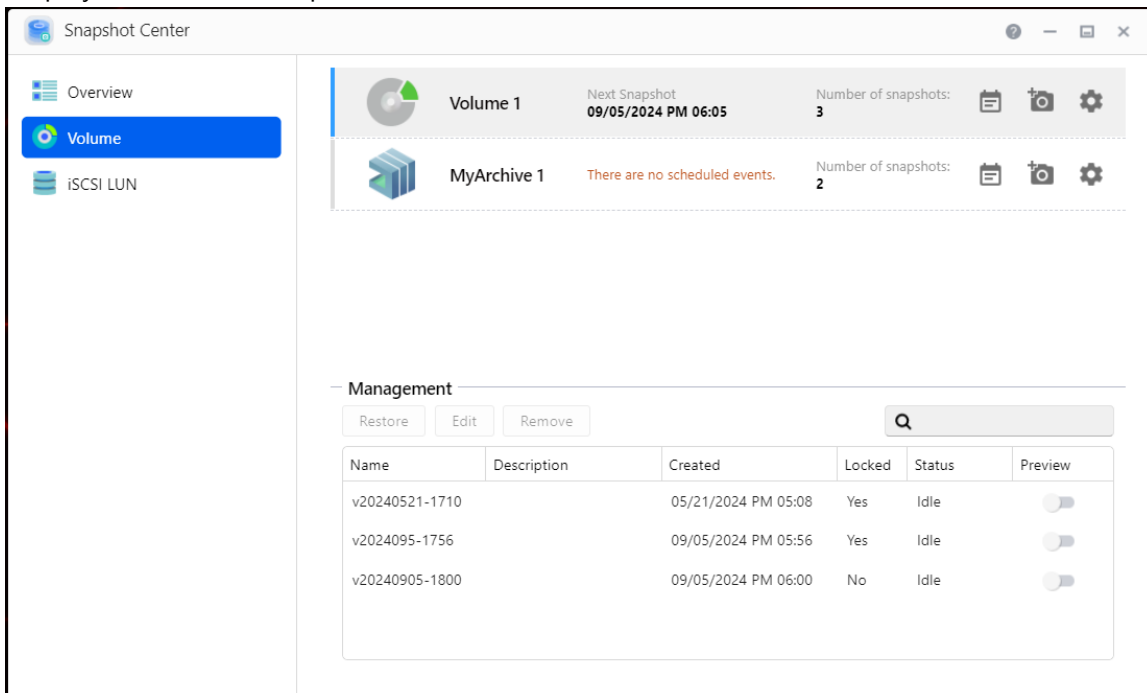 Snapshot Center
Overview
Volume
iSCSI LUN
Volume 1
Next Snapshot
09/05/2024 PM 06:05
Number of snapshots:
3
MyArchive 1
There are no scheduled events.
Number of snapshots:
2
Management
Restore Edit Remove
Name Description Created Locked Status Preview
v20240521-1710 05/21/2024 PM 05:08 Yes Idle
v2024095-1756 09/05/2024 PM 05:56 Yes Idle
v20240905-1800 09/05/2024 PM 06:00 No Idle